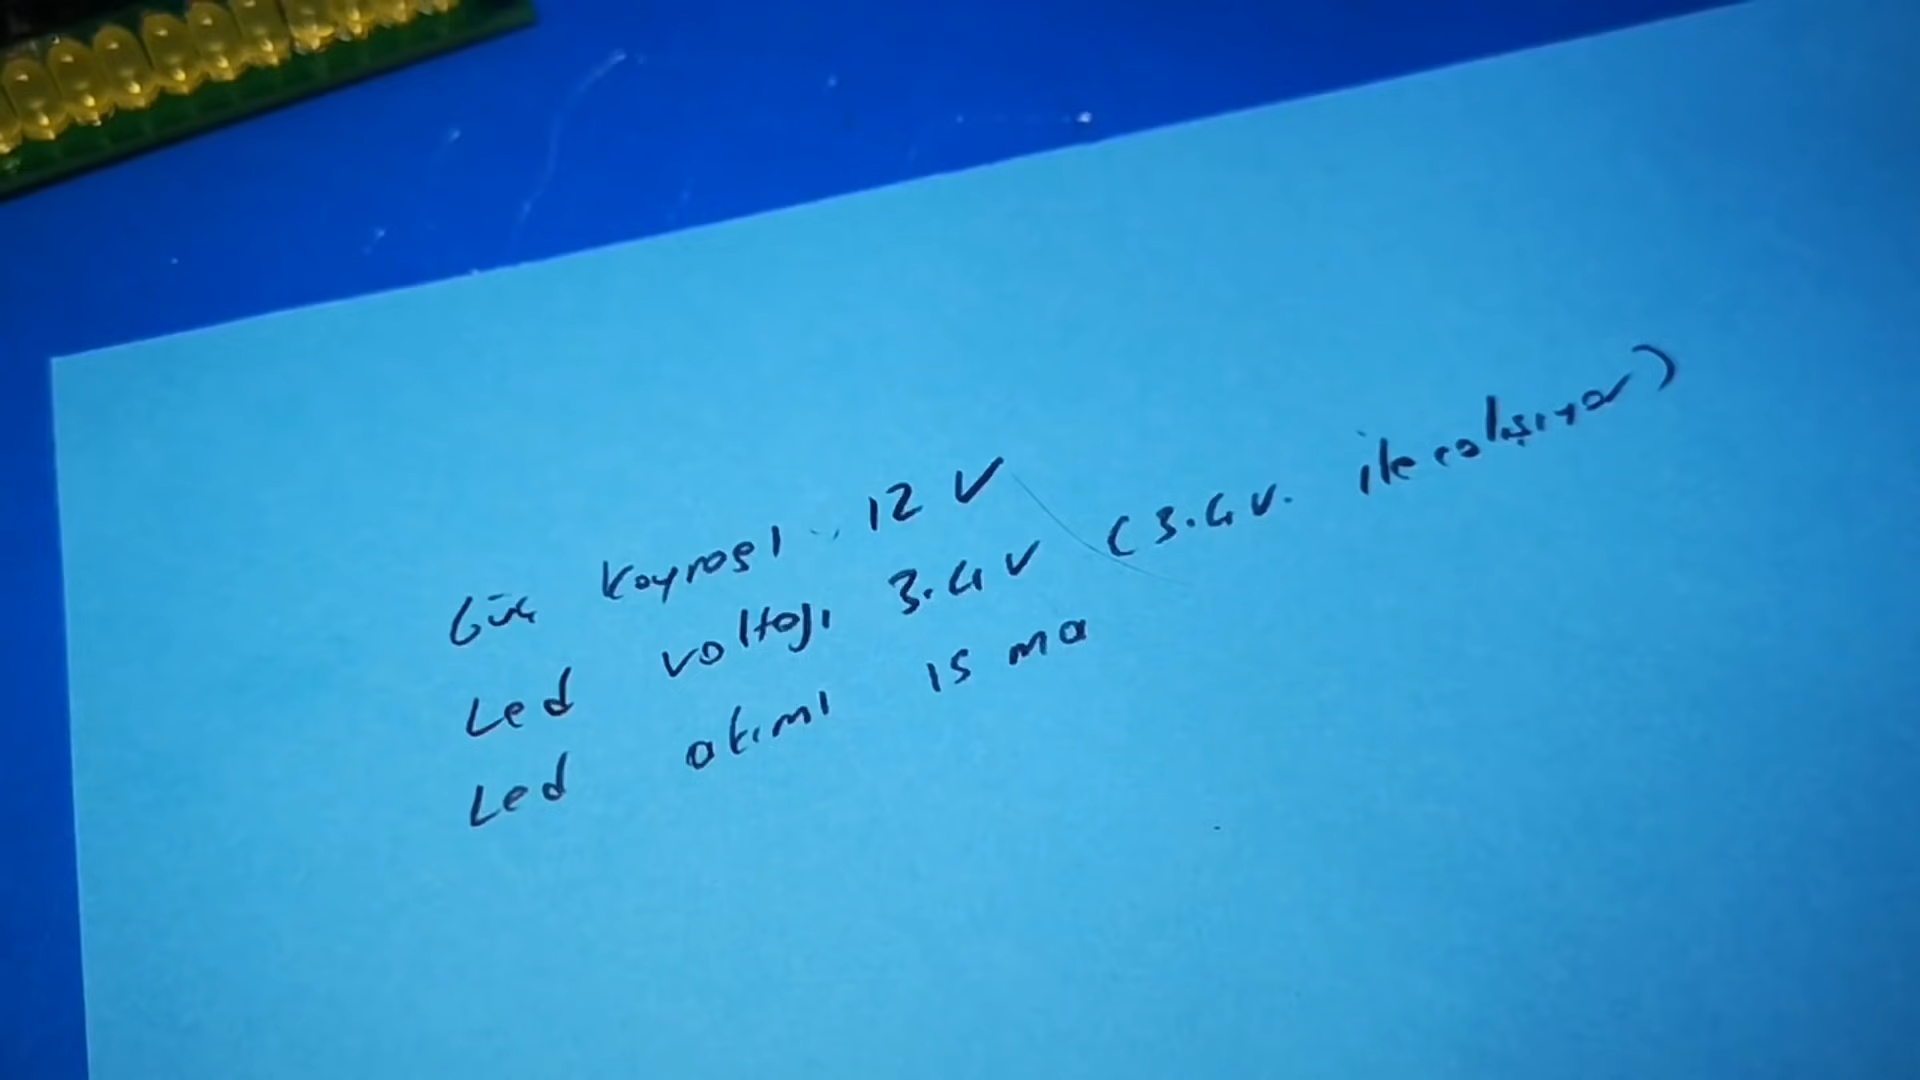 Güç kaynağı 12 V
Led voltajı 3.4 V (3.4 v. ile çalışıyor)
Led akımı 15 ma